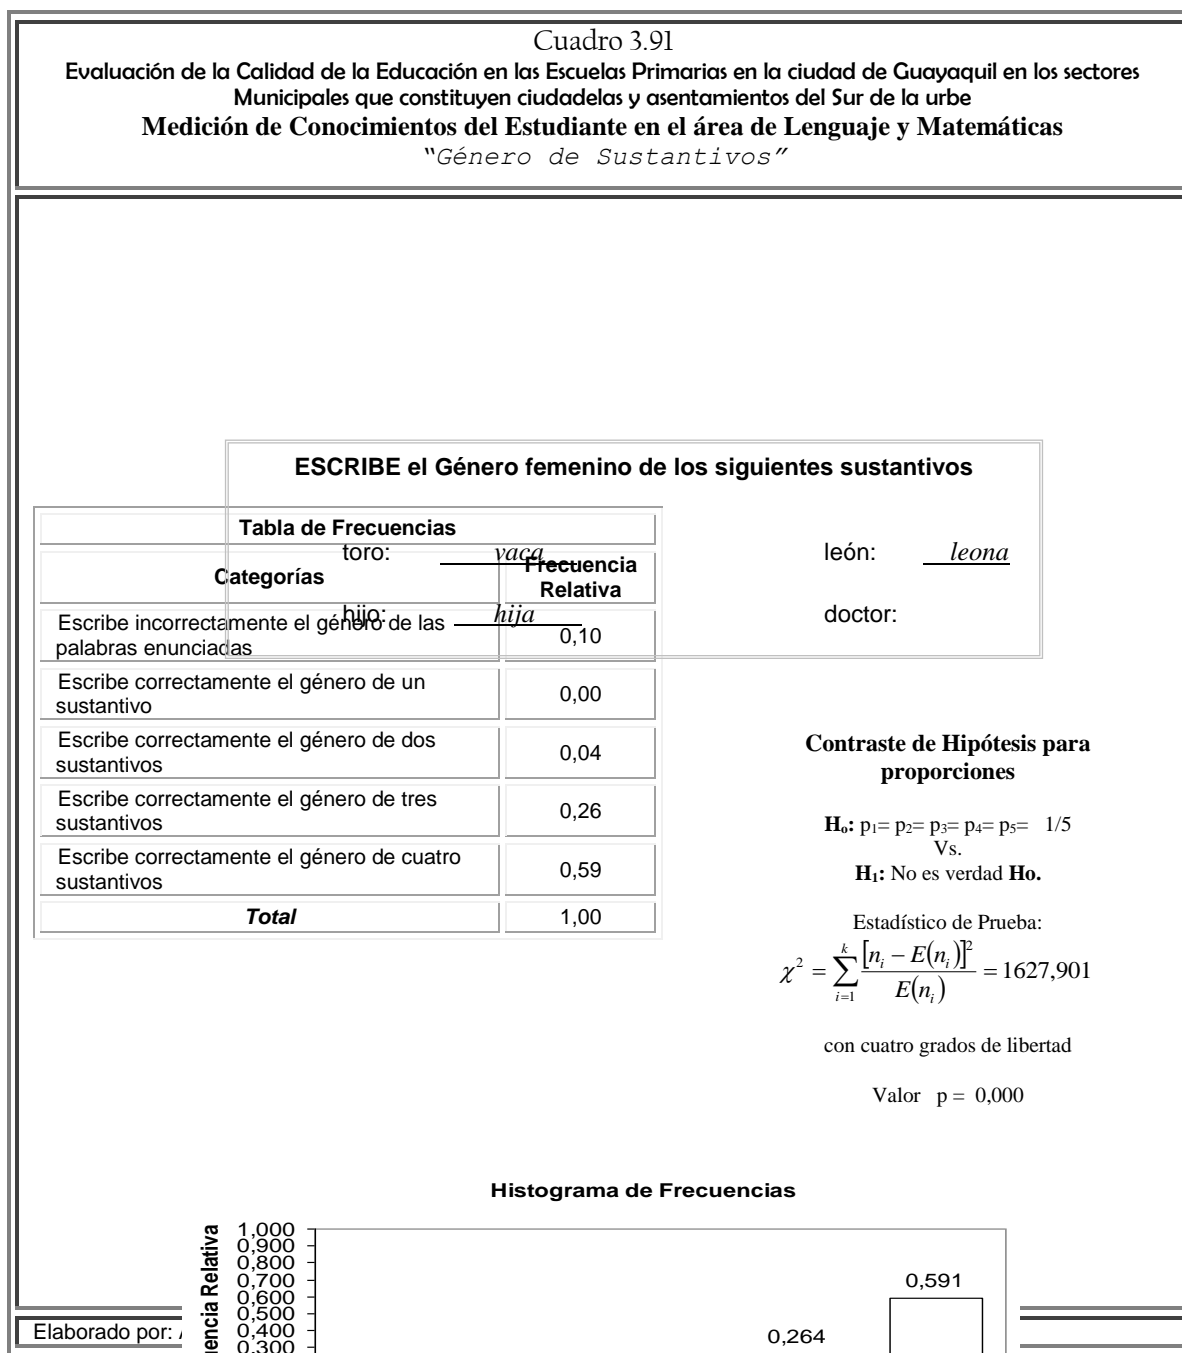 Cuadro 3.91
Evaluación de la Calidad de la Educación en las Escuelas Primarias en la ciudad de Guayaquil en los sectores
Municipales que constituyen ciudadelas y asentamientos del Sur de la urbe
Medición de Conocimientos del Estudiante en el área de Lenguaje y Matemáticas
“Género de Sustantivos”
ESCRIBE el Género femenino de los siguientes sustantivos
toro: vaca
león: leona
hijo: hija
doctor:
Tabla de Frecuencias
Categorías
Frecuencia
Relativa
Escribe incorrectamente el género de las
palabras enunciadas
0,10
Escribe correctamente el género de un
sustantivo
0,00
Escribe correctamente el género de dos
sustantivos
0,04
Escribe correctamente el género de tres
sustantivos
0,26
Escribe correctamente el género de cuatro
sustantivos
0,59
Total
1,00
Contraste de Hipótesis para
proporciones
Ho: p1= p2= p3= p4= p5= 1/5
Vs.
H1: No es verdad Ho.
Estadístico de Prueba:
χ² = ∑ i=1 k [ni − E(ni)]² / E(ni) = 1627,901
con cuatro grados de libertad
Valor p = 0,000
Histograma de Frecuencias
Relativa
1,000
0,900
0,800
0,700
0,600
0,500
0,400
0,300
0,591
0,264
Elaborado por: